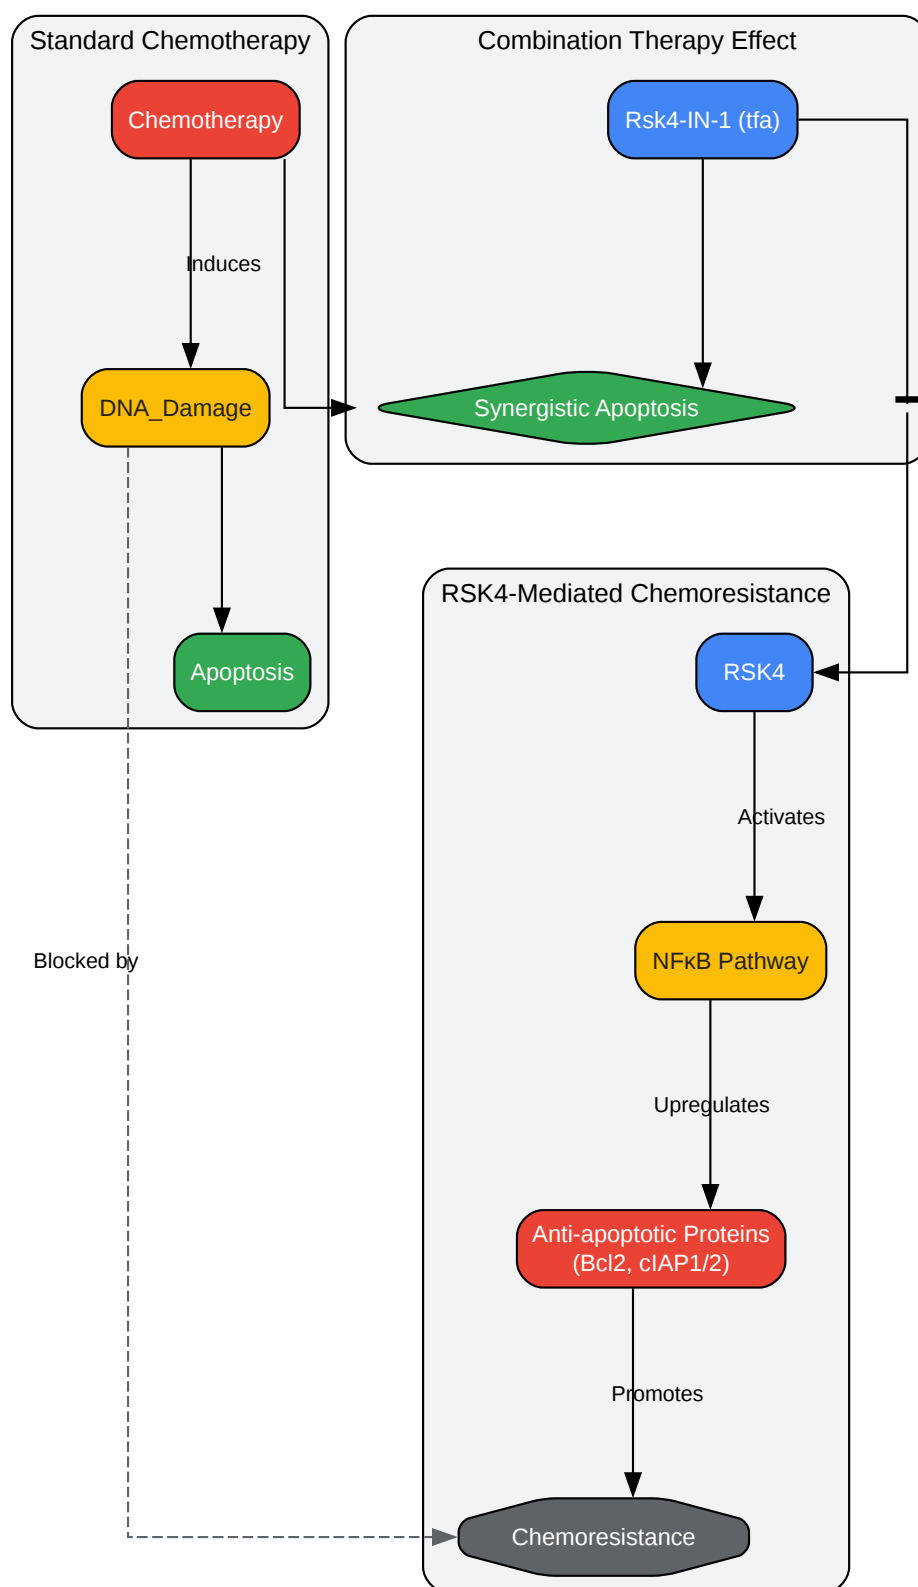 Standard Chemotherapy
Chemotherapy
Induces
DNA_Damage
Apoptosis
Blocked by
Combination Therapy Effect
Rsk4-IN-1 (tfa)
Synergistic Apoptosis
RSK4-Mediated Chemoresistance
RSK4
Activates
NFκB Pathway
Upregulates
Anti-apoptotic Proteins
(Bcl2, cIAP1/2)
Promotes
Chemoresistance